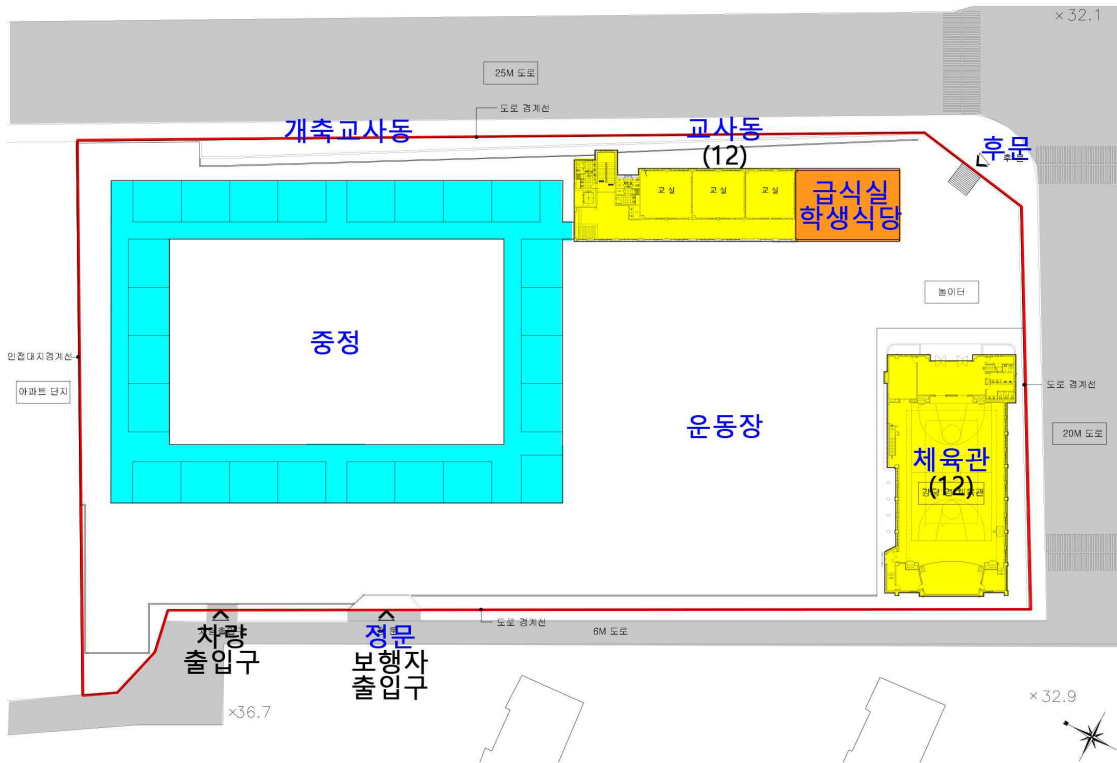 ×32.1
25M 도로
도로 경계선
개축교사동
교사동
(12)
후문
후문
교 실
교 실
교 실
급식실
학생식당
놀이터
중정
인접대지경계선
아파트 단지
도로 경계선
운동장
20M 도로
체육관
(12)
차량
출입구
정문
보행자
출입구
도로 경계선
6M 도로
×36.7
×32.9